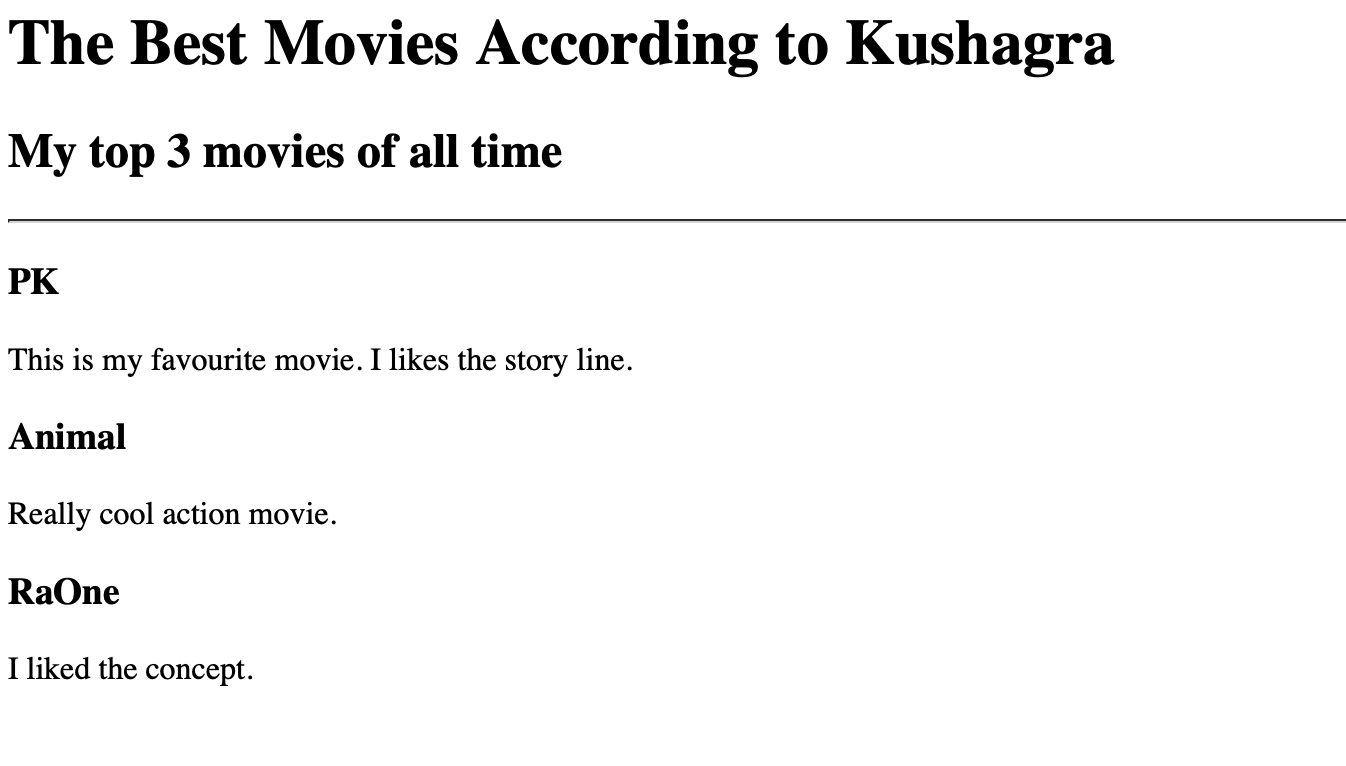 The Best Movies According to Kushagra
My top 3 movies of all time
PK
This is my favourite movie. I likes the story line.
Animal
Really cool action movie.
RaOne
I liked the concept.